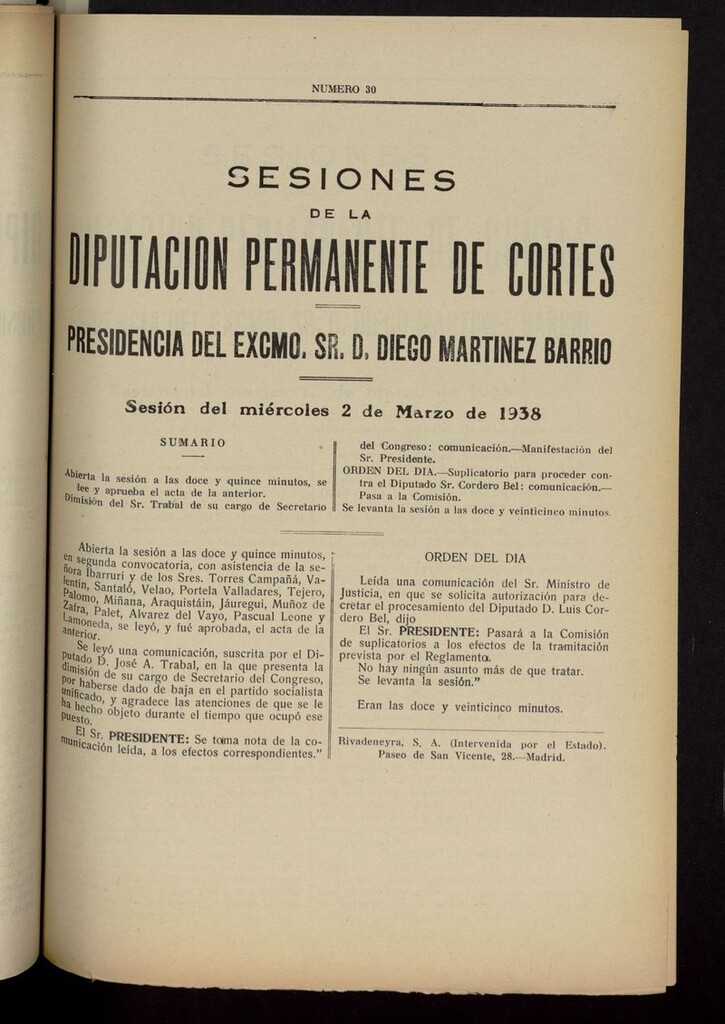 NUMERO 30
SESIONES
DE LA
DIPUTACION PERMANENTE DE CORTES
PRESIDENCIA DEL EXCMO. SR. D. DIEGO MARTINEZ BARRIO
Sesión del miércoles 2 de Marzo de 1938
SUMARIO
Abierta la sesión a las doce y quince minutos, se
lee y aprueba el acta de la anterior.
Dimisión del Sr. Trabal de su cargo de Secretario
del Congreso: comunicación.—Manifestación del
Sr. Presidente.
ORDEN DEL DIA.—Suplicatorio para proceder con-
tra el Diputado Sr. Cordero Bel: comunicación.—
Pasa a la Comisión.
Se levanta la sesión a las doce y veinticinco minutos.
Abierta la sesión a las doce y quince minutos,
en segunda convocatoria, con asistencia de la se-
ñora Ibarruri y de los Sres. Torres Campañá, Va-
lentín, Santaló, Velao, Portela Valladares, Tejero,
Palomo, Miñana, Araquistáin, Jáuregui, Muñoz de
Zafra, Palet, Alvarez del Vayo, Pascual Leone y
Lamoneda, se leyó, y fué aprobada, el acta de la
anterior.
Se leyó una comunicación, suscrita por el Di-
putado D. José A. Trabal, en la que presenta la
dimisión de su cargo de Secretario del Congreso,
por haberse dado de baja en el partido socialista
unificado, y agradece las atenciones de que se le
ha hecho objeto durante el tiempo que ocupó ese
puesto.
El Sr. PRESIDENTE: Se toma nota de la co-
municación leída, a los efectos correspondientes."
ORDEN DEL DIA
Leída una comunicación del Sr. Ministro de
Justicia, en que se solicita autorización para de-
cretar el procesamiento del Diputado D. Luis Cor-
dero Bel, dijo
El Sr. PRESIDENTE: Pasará a la Comisión
de suplicatorios a los efectos de la tramitación
prevista por el Reglamento.
No hay ningún asunto más de que tratar.
Se levanta la sesión."
Eran las doce y veinticinco minutos.
Rivadeneyra, S. A. (Intervenida por el Estado).
Paseo de San Vicente, 28.—Madrid.